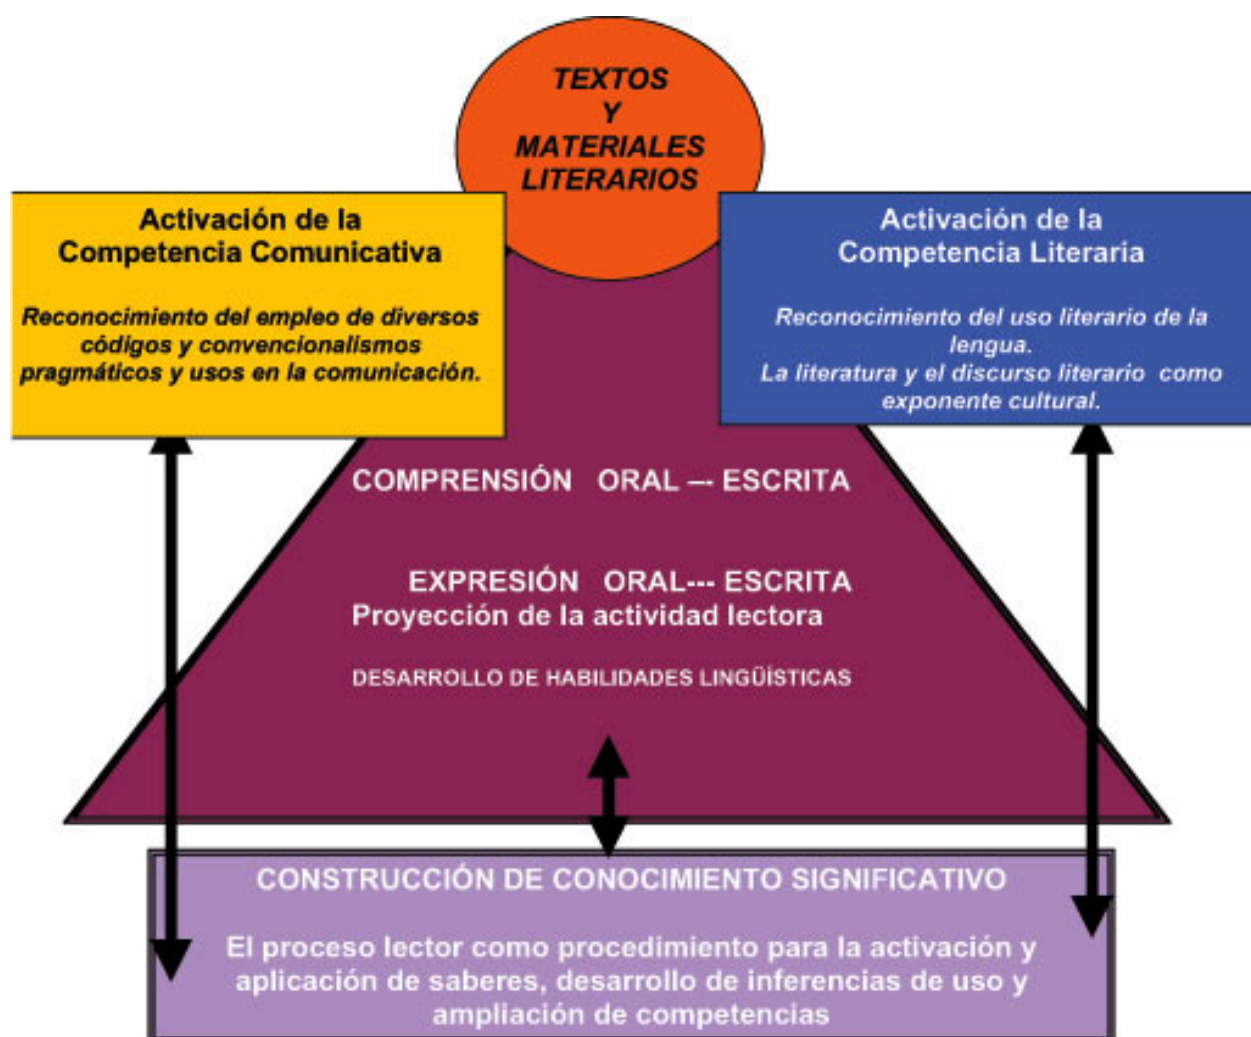 TEXTOS
Y
MATERIALES
LITERARIOS
Activación de la
Competencia Comunicativa
Reconocimiento del empleo de diversos
códigos y convencionalismos
pragmáticos y usos en la comunicación.
Activación de la
Competencia Literaria
Reconocimiento del uso literario de la
lengua.
La literatura y el discurso literario como
exponente cultural.
COMPRENSIÓN ORAL –- ESCRITA
EXPRESIÓN ORAL--- ESCRITA
Proyección de la actividad lectora
DESARROLLO DE HABILIDADES LINGÜÍSTICAS
CONSTRUCCIÓN DE CONOCIMIENTO SIGNIFICATIVO
El proceso lector como procedimiento para la activación y
aplicación de saberes, desarrollo de inferencias de uso y
ampliación de competencias